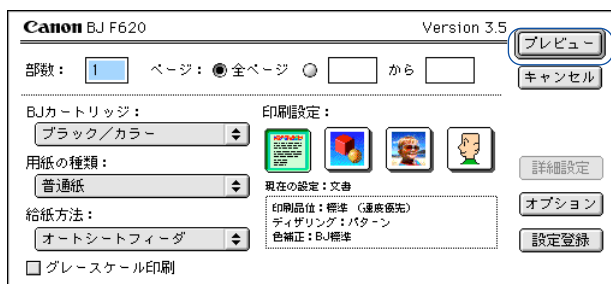 Canon BJ F620
Version 3.5
プレビュー
部数： 1 ページ： 全ページ から
キャンセル
BJカートリッジ：
ブラック／カラー
用紙の種類：
普通紙
給紙方法：
オートシートフィーダ
グレースケール印刷
印刷設定：
現在の設定：文書
印刷品位：標準 （速度優先）
ディザリング：パターン
色補正：BJ標準
詳細設定
オプション
設定登録